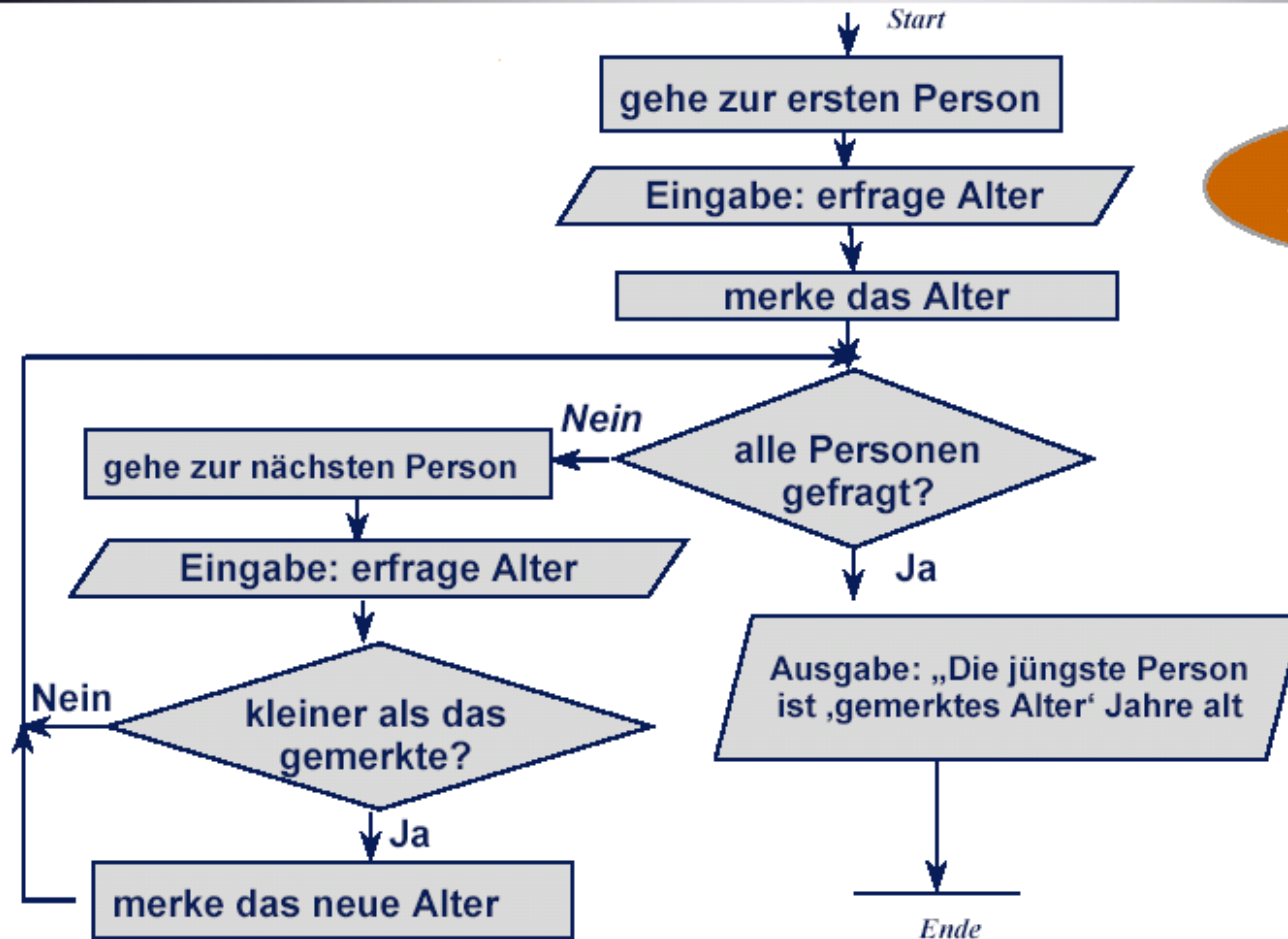 Start
gehe zur ersten Person
Eingabe: erfrage Alter
merke das Alter
alle Personen
gefragt?
Nein
gehe zur nächsten Person
Eingabe: erfrage Alter
kleiner als das
gemerkte?
Nein
Ja
merke das neue Alter
Ja
Ausgabe: „Die jüngste Person
ist ‚gemerktes Alter‘ Jahre alt
Ende